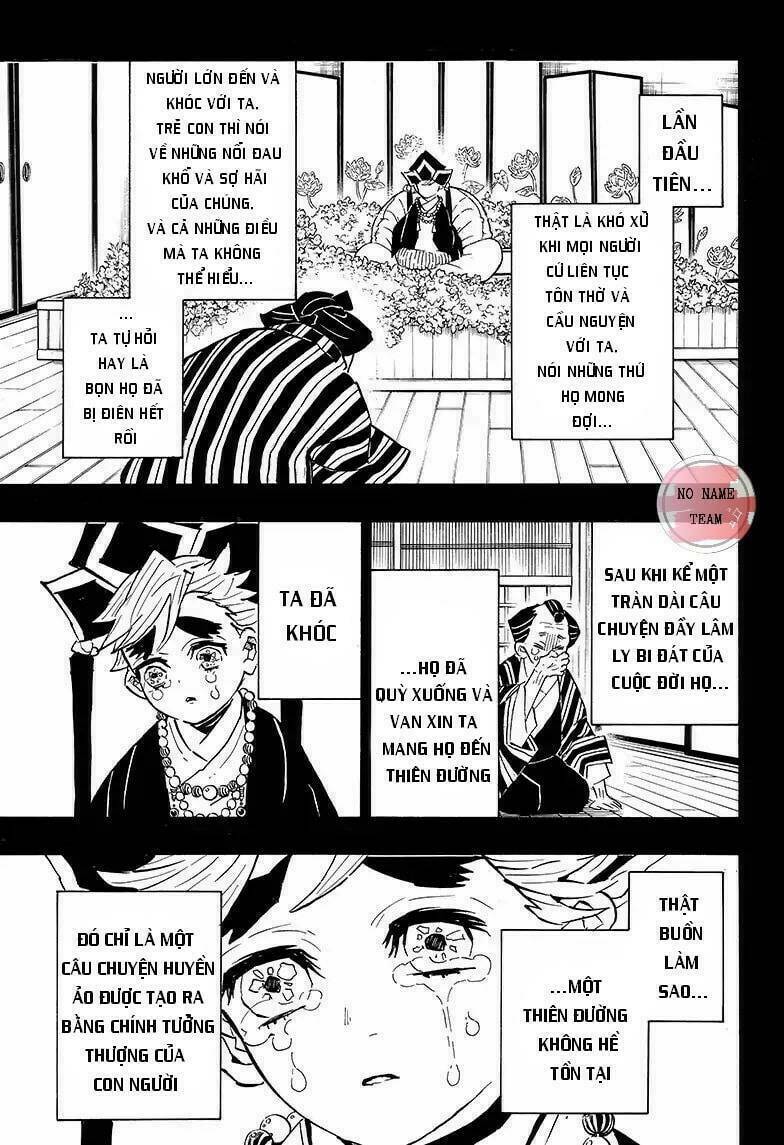 LẦN
ĐẦU
TIÊN...
THẬT LÀ KHÓ XỬ
KHI MỌI NGƯỜI
CỨ LIÊN TỤC
TÔN THỜ VÀ
CẦU NGUYỆN
VỚI TA.
NÓI NHỮNG THỨ
HỌ MONG
ĐỢI...
NGƯỜI LỚN ĐẾN VÀ
KHÓC VỚI TA.
TRẺ CON THÌ NÓI
VỀ NHỮNG NỔI ĐAU
KHỔ VÀ SỢ HÃI
CỦA CHÚNG.
VÀ CẢ NHỮNG ĐIỀU
MÀ TA KHÔNG
THỂ HIỂU...
...
TA TỰ HỎI
HAY LÀ
BỌN HỌ ĐÃ
BỊ ĐIÊN HẾT
RỒI
NO NAME
TEAM
SAU KHI KỂ MỘT
TRÀN DÀI CÂU
CHUYỆN ĐẦY LÂM
LY BI ĐÁT CỦA
CUỘC ĐỜI HỌ...
...HỌ ĐÃ
QUỲ XUỐNG VÀ
VAN XIN TA
MANG HỌ ĐẾN
THIÊN ĐƯỜNG
TA ĐÃ
KHÓC
THẬT
BUỒN
LÀM
SAO...
...MỘT
THIÊN ĐƯỜNG
KHÔNG HỀ
TỒN TẠI
ĐÓ CHỈ LÀ MỘT
CÂU CHUYỆN HUYỀN
ẢO ĐƯỢC TẠO RA
BẰNG CHÍNH TƯỞNG
THƯỢNG CỦA
CON NGƯỜI